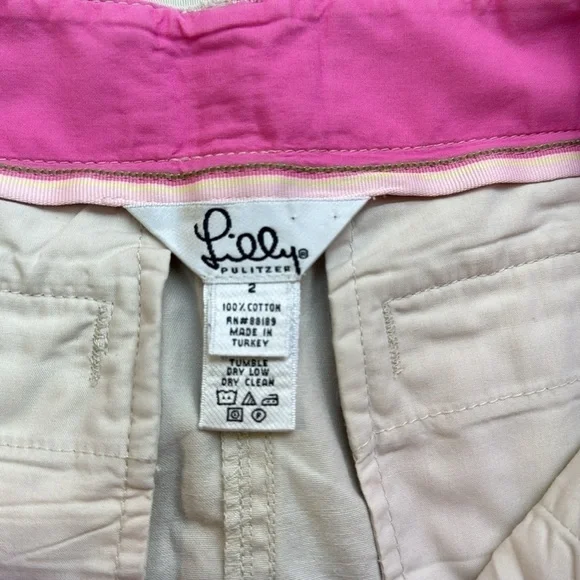 Lilly®
PULITZER
2
100% COTTON
RN#88189
MADE IN
TURKEY
TUMBLE
DRY LOW
DRY CLEAN